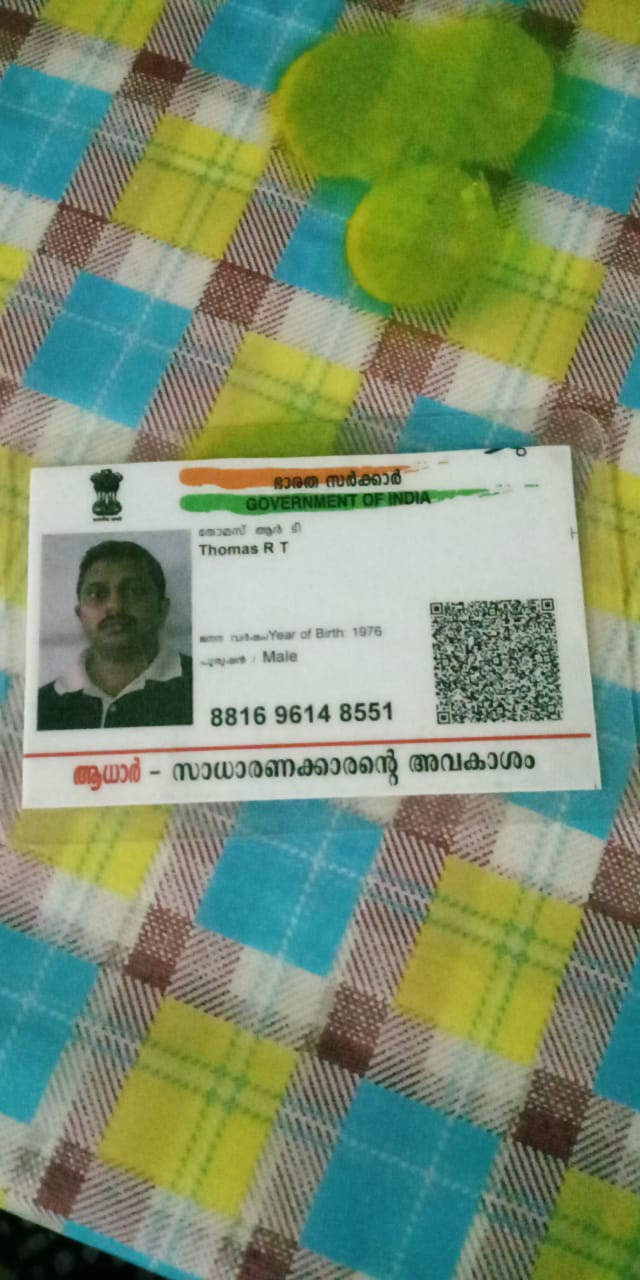 ഭാരത സർക്കാർ
GOVERNMENT OF INDIA
തോമസ് ആർ ടി
Thomas R T
ജനന വർഷം/Year of Birth: 1976
പുരുഷൻ / Male
8816 9614 8551
ആധാർ - സാധാരണക്കാരന്റെ അവകാശം